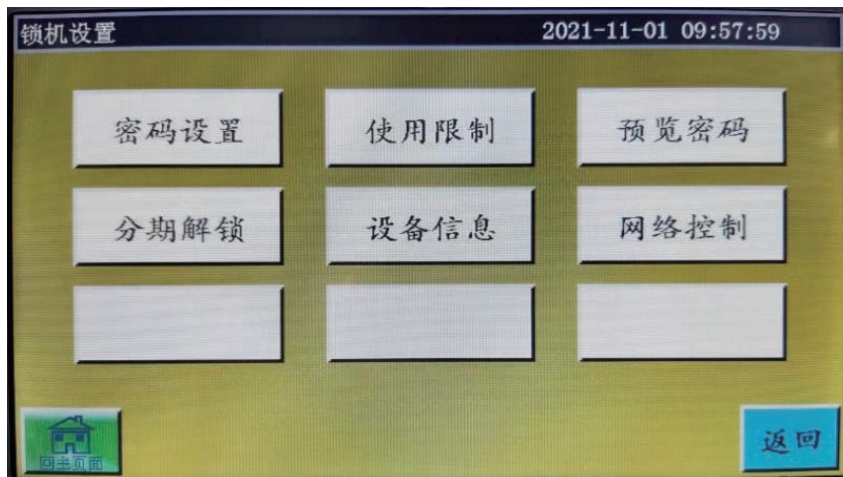 锁机设置 2021-11-01 09:57:59
密码设置 使用限制 预览密码
分期解锁 设备信息 网络控制
回主页面 返回